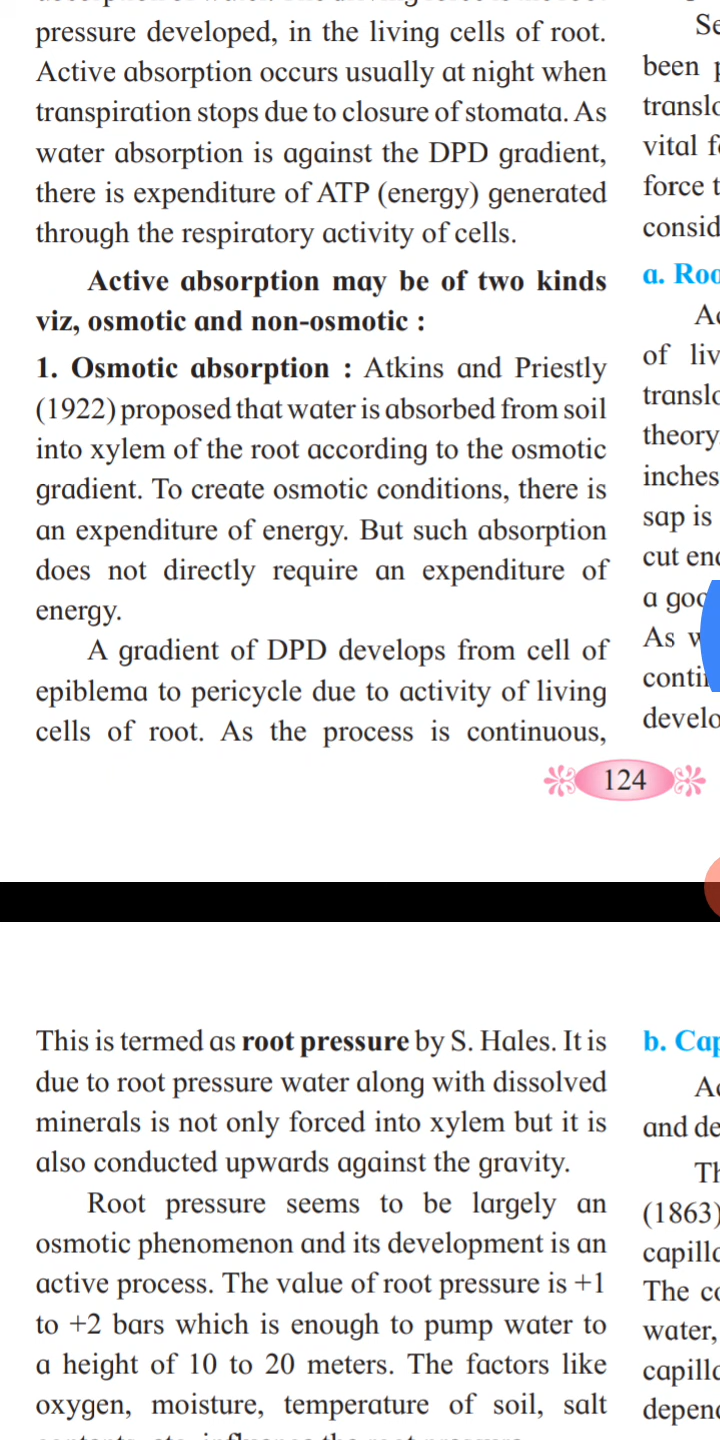 pressure developed, in the living cells of root.
Active absorption occurs usually at night when
transpiration stops due to closure of stomata. As
water absorption is against the DPD gradient,
there is expenditure of ATP (energy) generated
through the respiratory activity of cells.
Active absorption may be of two kinds
viz, osmotic and non-osmotic :
1. Osmotic absorption : Atkins and Priestly
(1922) proposed that water is absorbed from soil
into xylem of the root according to the osmotic
gradient. To create osmotic conditions, there is
an expenditure of energy. But such absorption
does not directly require an expenditure of
energy.
A gradient of DPD develops from cell of
epiblema to pericycle due to activity of living
cells of root. As the process is continuous,
been
vital
force
of
theory
inches
sap is
cut
a
As
124
This is termed as root pressure by S. Hales. It is
due to root pressure water along with dissolved
minerals is not only forced into xylem but it is
also conducted upwards against the gravity.
Root pressure seems to be largely an
osmotic phenomenon and its development is an
active process. The value of root pressure is +1
to +2 bars which is enough to pump water to
a height of 10 to 20 meters. The factors like
oxygen, moisture, temperature of soil, salt
b.
and
(1863)
The
water,